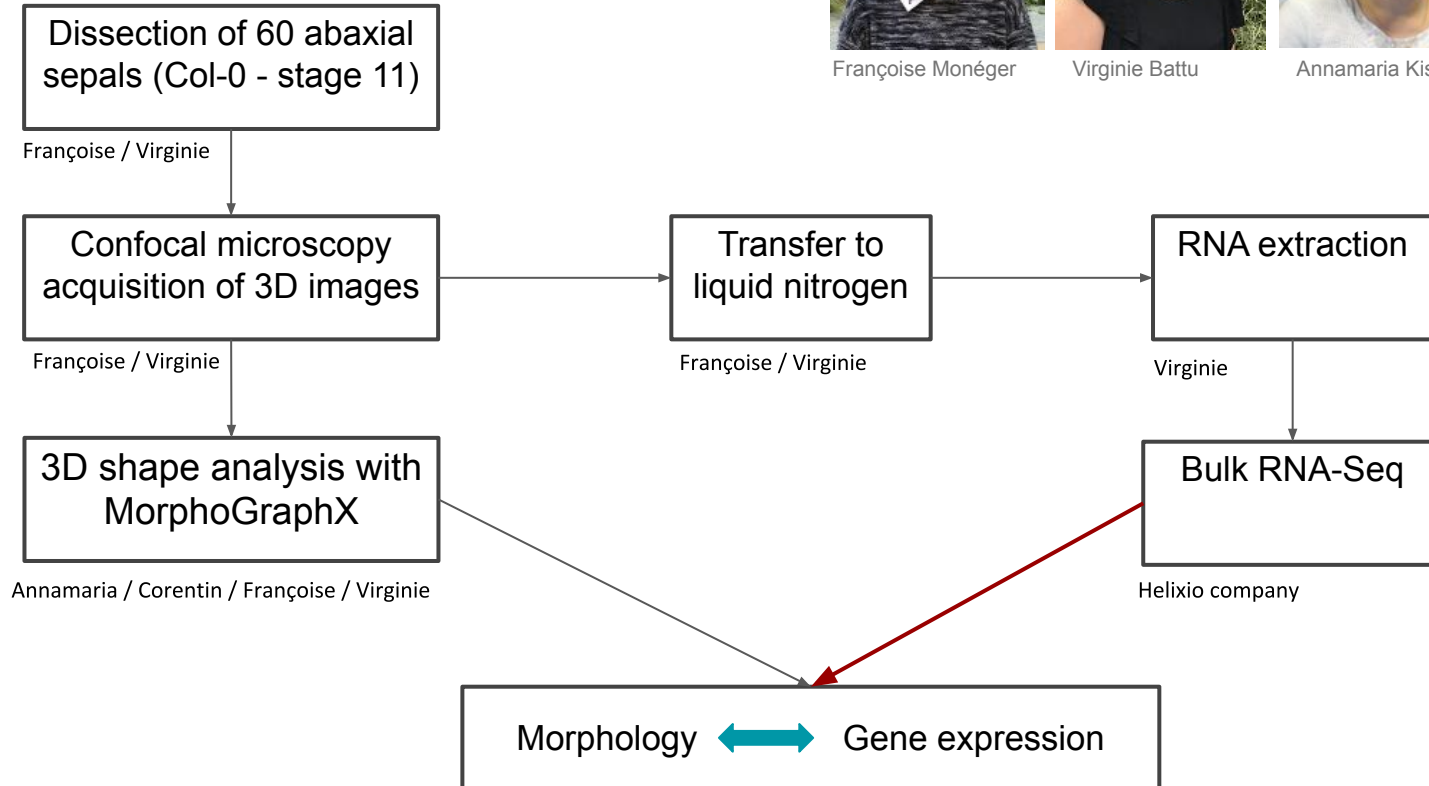 Dissection of 60 abaxial
sepals (Col-0 - stage 11)
Françoise Monéger
Virginie Battu
Annamaria Kis
Françoise / Virginie
Confocal microscopy
acquisition of 3D images
Transfer to
liquid nitrogen
RNA extraction
Françoise / Virginie
Françoise / Virginie
Virginie
3D shape analysis with
MorphoGraphX
Bulk RNA-Seq
Annamaria / Corentin / Françoise / Virginie
Helixio company
Morphology
Gene expression